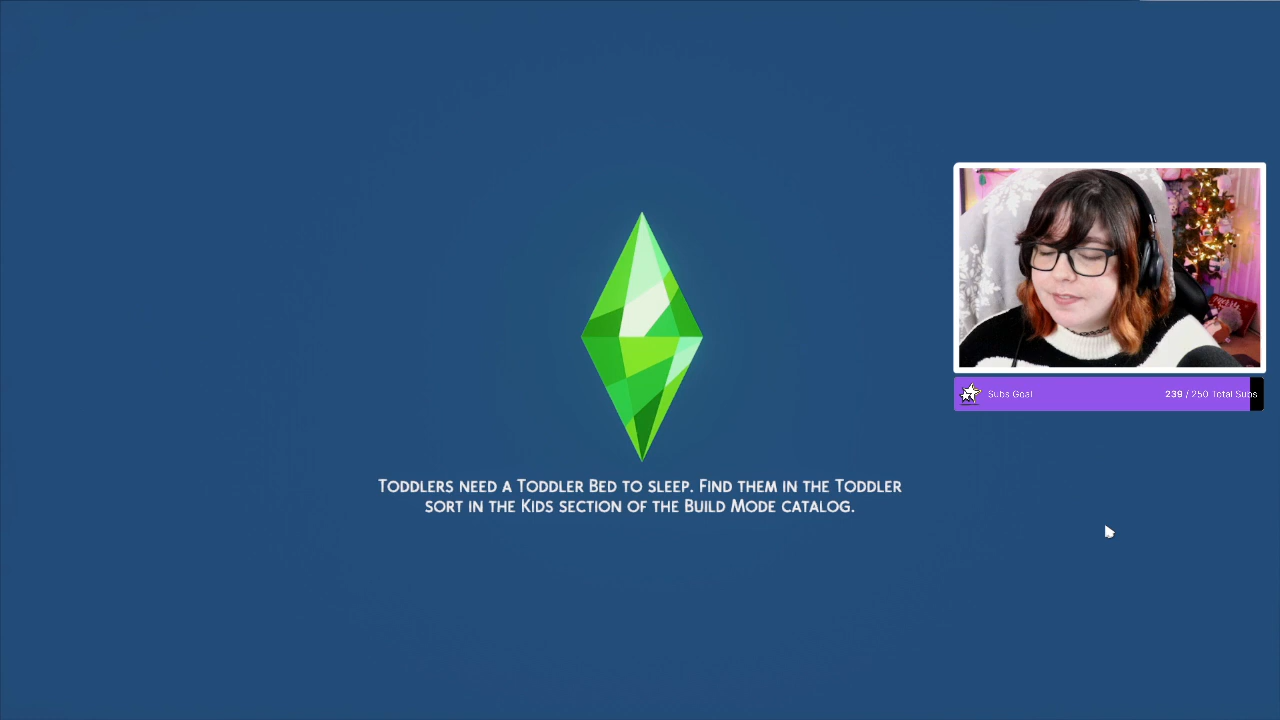 Toddlers need a Toddler Bed to sleep. Find them in the Toddler
sort in the Kids section of the Build Mode catalog.
Subs Goal
239 / 250 Total Subs